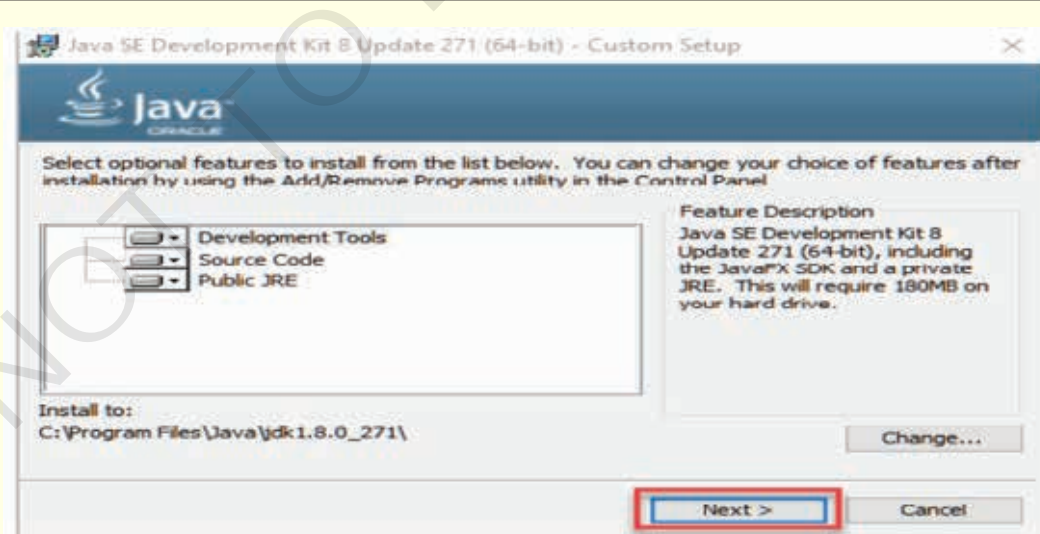 Java SE Development Kit 8 Update 271 (64-bit) - Custom Setup
Java
ORACLE
Select optional features to install from the list below. You can change your choice of features after
installation by using the Add/Remove Programs utility in the Control Panel
Development Tools
Source Code
Public JRE
Feature Description
Java SE Development Kit 8
Update 271 (64-bit), including
the JavaFX SDK and a private
JRE. This will require 180MB on
your hard drive.
Install to:
C:\Program Files\Java\jdk1.8.0_271\
Change...
Next >
Cancel
NOT TO